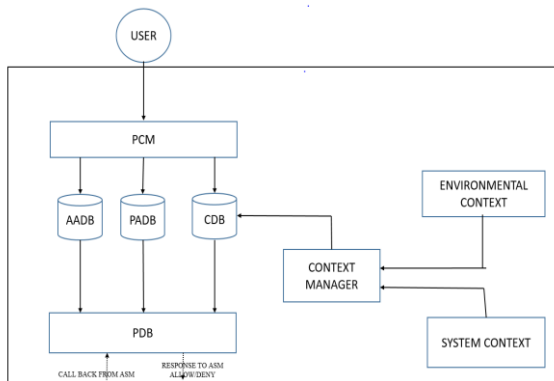 USER
PCM
AADB
PADB
CDB
ENVIRONMENTAL
CONTEXT
CONTEXT
MANAGER
PDB
SYSTEM CONTEXT
CALL BACK FROM ASM
RESPONSE TO ASM
ALLOW/DENY